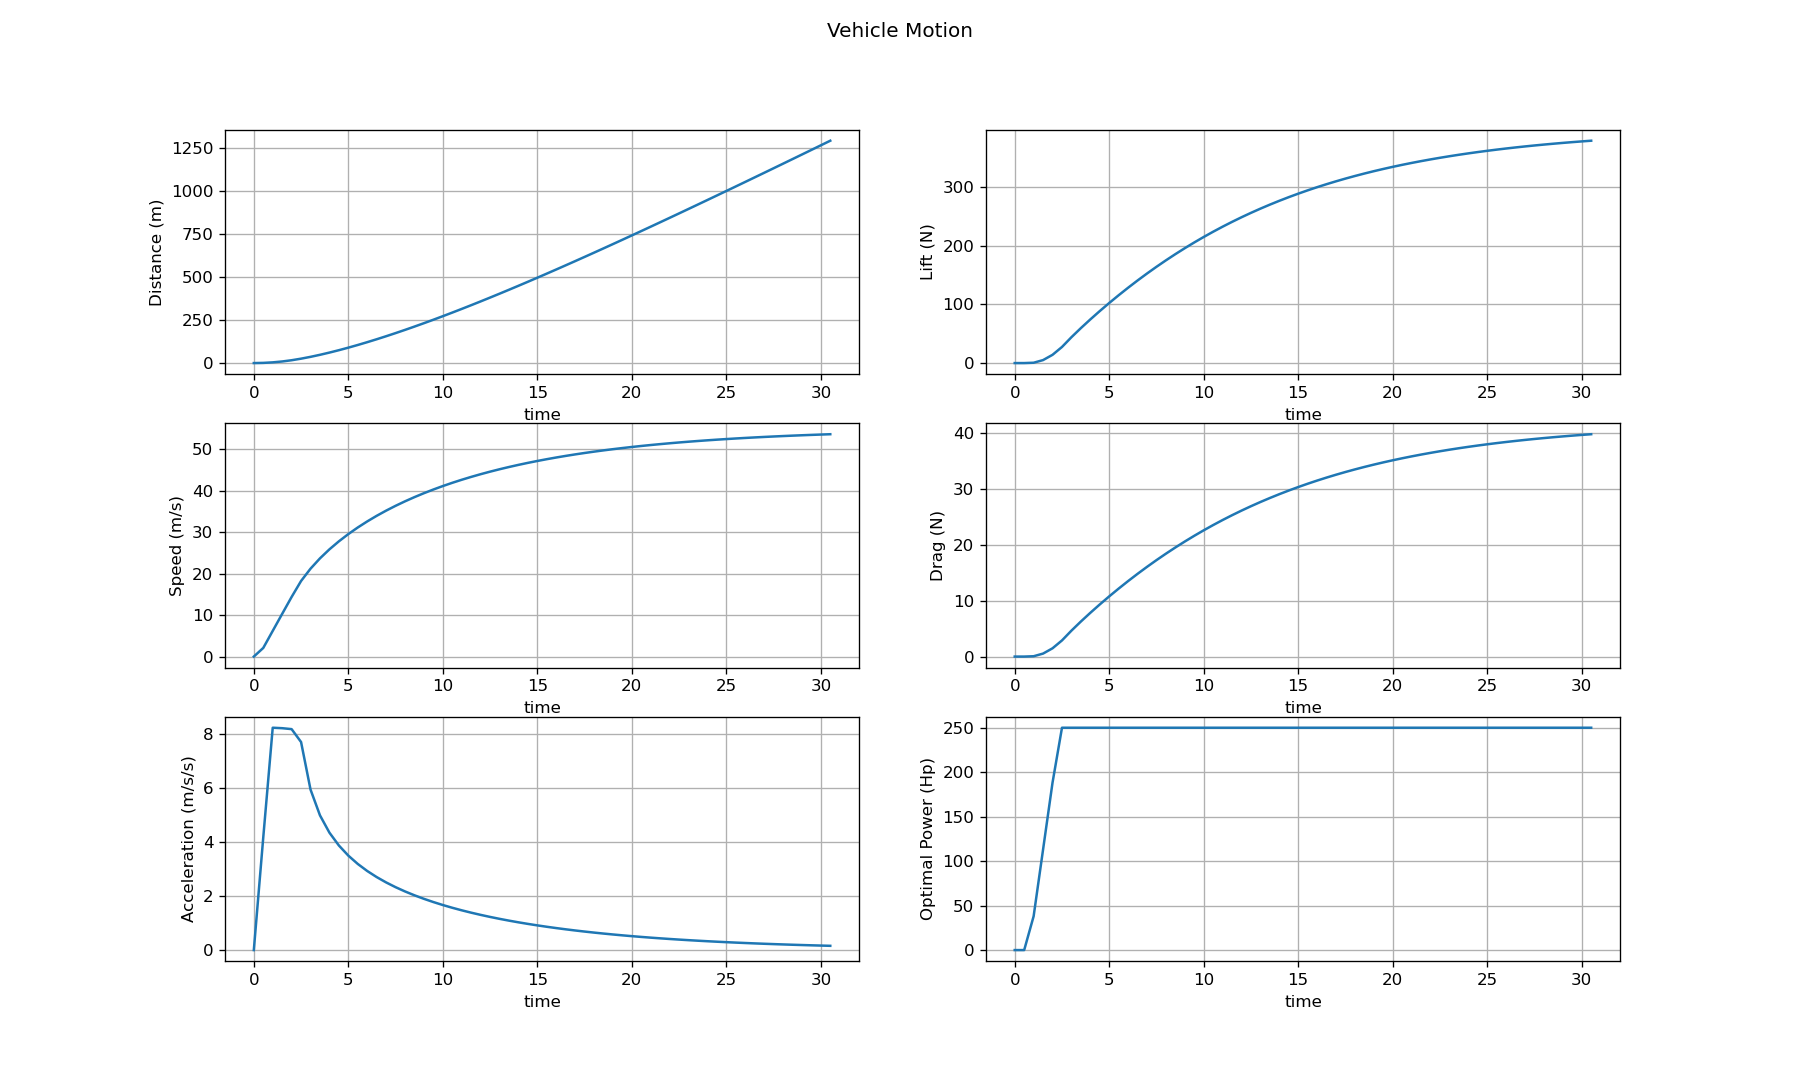 Vehicle Motion
1250
1000
750
500
250
0
Distance (m)
0 5 10 15 20 25 30
time
300
200
100
0
Lift (N)
0 5 10 15 20 25 30
time
50
40
30
20
10
0
Speed (m/s)
0 5 10 15 20 25 30
time
40
30
20
10
0
Drag (N)
0 5 10 15 20 25 30
time
8
6
4
2
0
Acceleration (m/s/s)
0 5 10 15 20 25 30
time
250
200
150
100
50
0
Optimal Power (Hp)
0 5 10 15 20 25 30
time